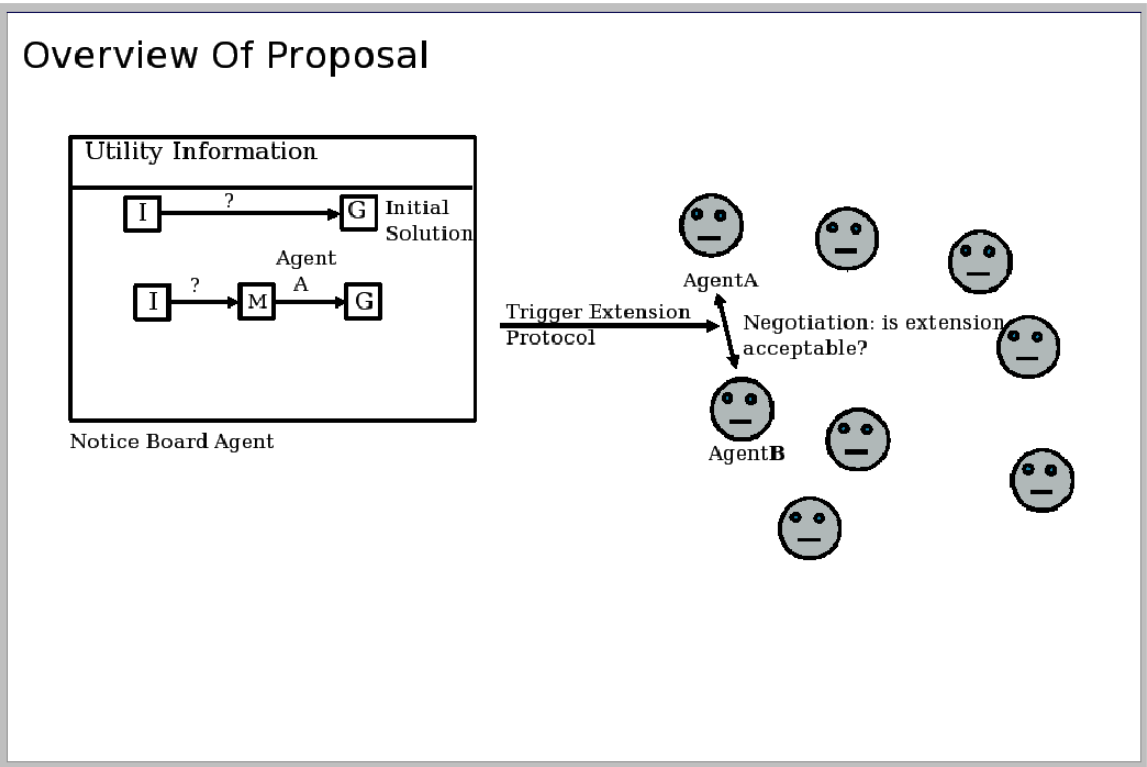 Overview Of Proposal
Utility Information
I ? G Initial
Solution
Agent
I ? M A G
Notice Board Agent
Trigger Extension
Protocol
AgentA
Negotiation: is extension
acceptable?
AgentB